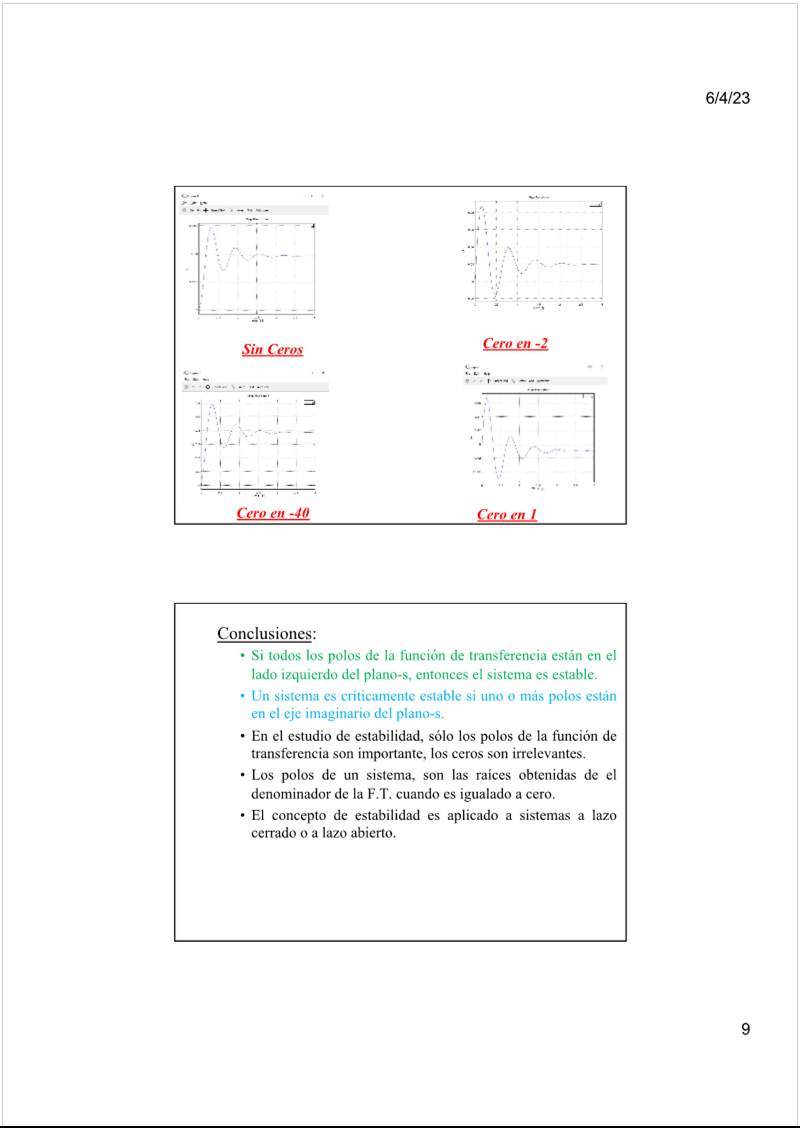 6/4/23
Sin Ceros
Cero en -2
Cero en -40
Cero en 1
Conclusiones:
• Si todos los polos de la función de transferencia están en el
lado izquierdo del plano-s, entonces el sistema es estable.
• Un sistema es críticamente estable si uno o más polos están
en el eje imaginario del plano-s.
• En el estudio de estabilidad, sólo los polos de la función de
transferencia son importante, los ceros son irrelevantes.
• Los polos de un sistema, son las raíces obtenidas de el
denominador de la F.T. cuando es igualado a cero.
• El concepto de estabilidad es aplicado a sistemas a lazo
cerrado o a lazo abierto.
9